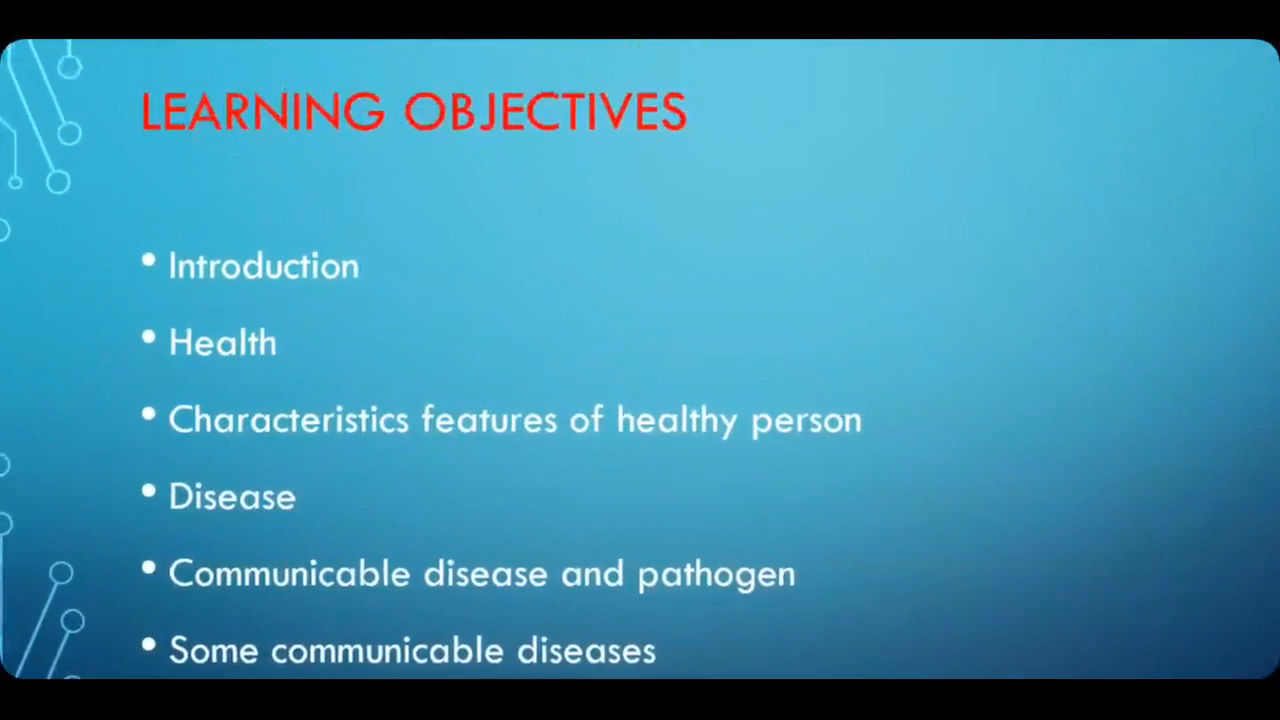 LEARNING OBJECTIVES
• Introduction
• Health
• Characteristics features of healthy person
• Disease
• Communicable disease and pathogen
• Some communicable diseases